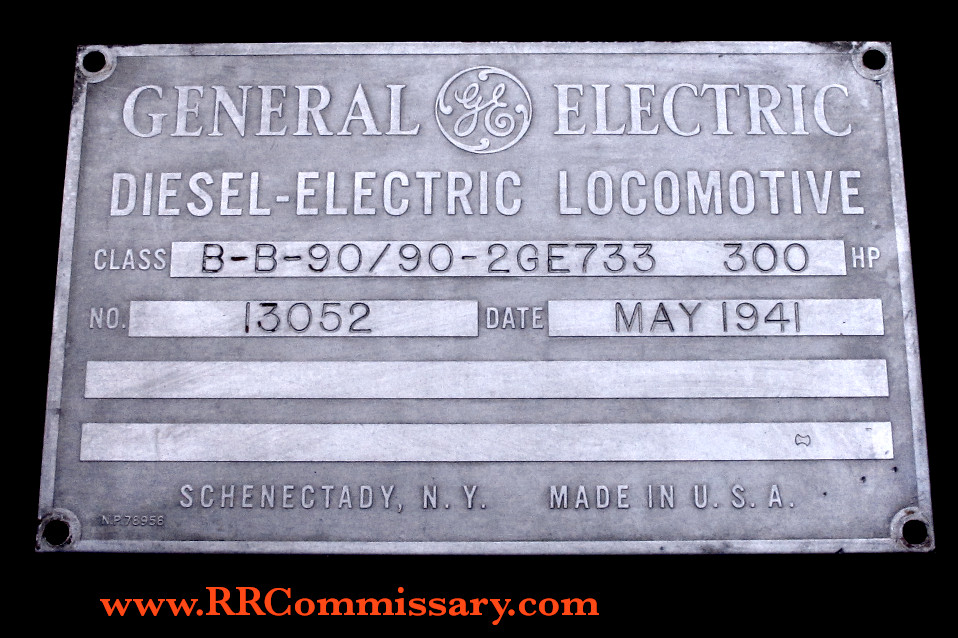 GENERAL GE ELECTRIC
DIESEL-ELECTRIC LOCOMOTIVE
CLASS B-B-90/90-2GE733 300 HP
NO. 13052 DATE MAY 1941
SCHENECTADY, N. Y. MADE IN U. S. A.
N.P. 78956
www.RRCommissary.com